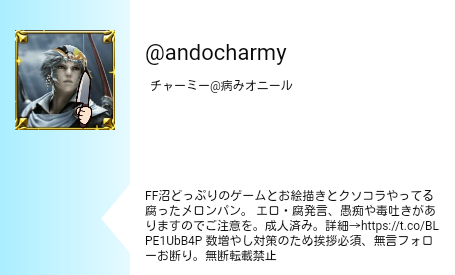 @andocharmy
チャーミー@病みオニール
FF沼どっぷりのゲームとお絵描きとクソコラやってる
腐ったメロンパン。 エロ・腐発言、愚痴や毒吐きがあ
りますのでご注意を。成人済み。詳細→https://t.co/BL
PE1UbB4P 数増やし対策のため挨拶必須、無言フォロ
ーお断り。無断転載禁止